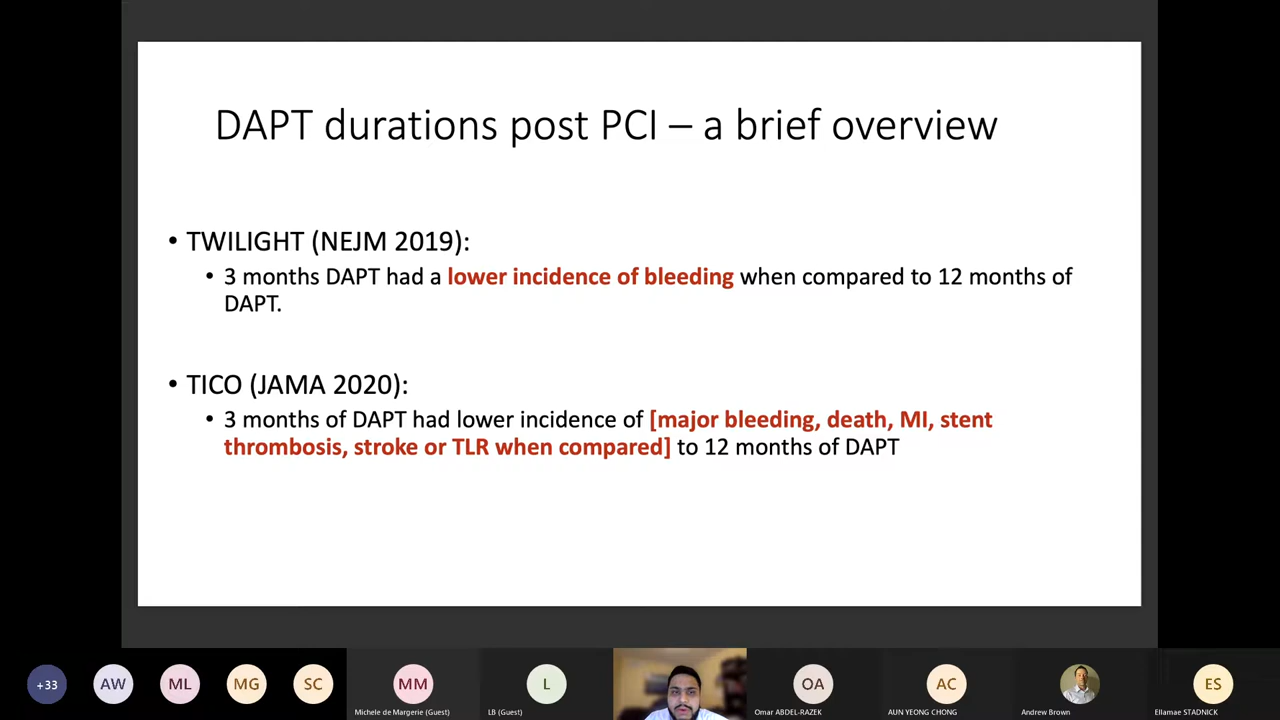 DAPT durations post PCI – a brief overview
• TWILIGHT (NEJM 2019):
• 3 months DAPT had a lower incidence of bleeding when compared to 12 months of
DAPT.
• TICO (JAMA 2020):
• 3 months of DAPT had lower incidence of [major bleeding, death, MI, stent
thrombosis, stroke or TLR when compared] to 12 months of DAPT
+33
AW
ML
MG
SC
MM
L
OA
AC
ES
Michele de Margerie (Guest)
LB (Guest)
Omar ABDEL-RAZEK
AUN YEONG CHONG
Andrew Brown
Ellamae STADNICK